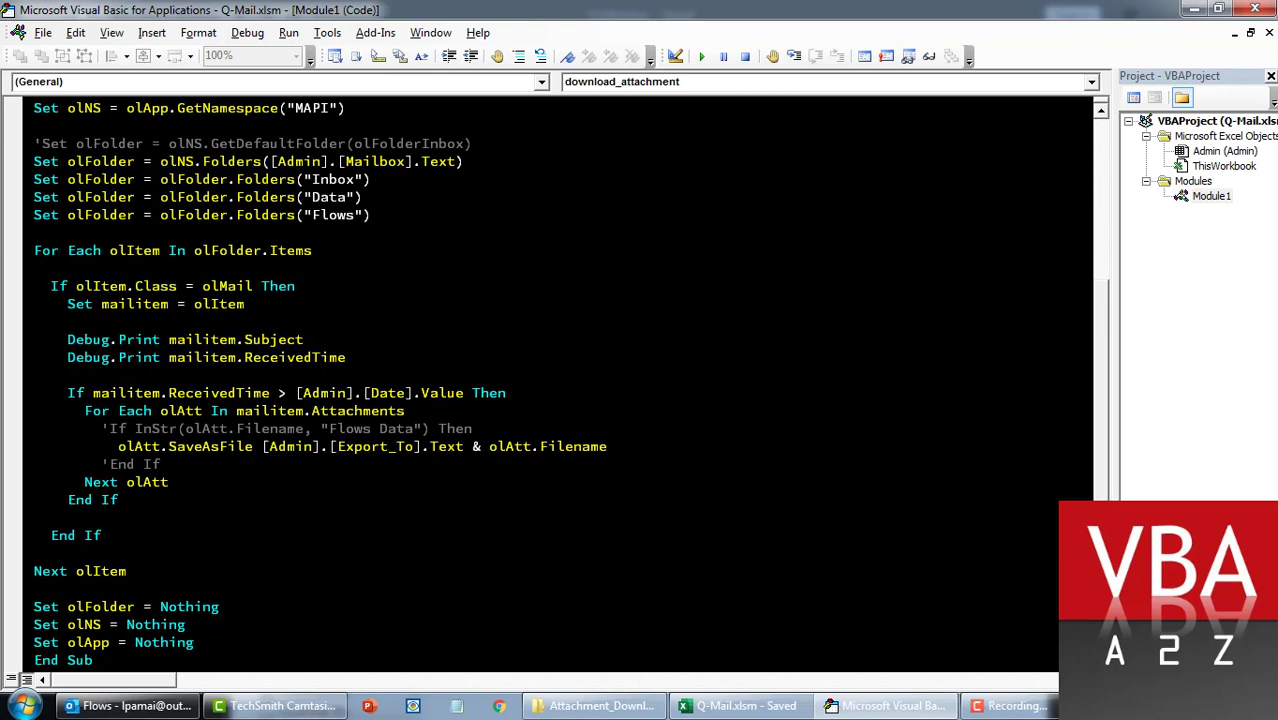 Microsoft Visual Basic for Applications - Q-Mail.xlsm - [Module1 (Code)]
File Edit View Insert Format Debug Run Tools Add-Ins Window Help
100%
(General) download_attachment
Project - VBAProject
Set olNS = olApp.GetNamespace("MAPI")
'Set olFolder = olNS.GetDefaultFolder(olFolderInbox)
Set olFolder = olNS.Folders([Admin].[Mailbox].Text)
Set olFolder = olFolder.Folders("Inbox")
Set olFolder = olFolder.Folders("Data")
Set olFolder = olFolder.Folders("Flows")
For Each olItem In olFolder.Items
If olItem.Class = olMail Then
Set mailitem = olItem
Debug.Print mailitem.Subject
Debug.Print mailitem.ReceivedTime
If mailitem.ReceivedTime > [Admin].[Date].Value Then
For Each olAtt In mailitem.Attachments
'If InStr(olAtt.Filename, "Flows Data") Then
olAtt.SaveAsFile [Admin].[Export_To].Text & olAtt.Filename
'End If
Next olAtt
End If
End If
Next olItem
Set olFolder = Nothing
Set olNS = Nothing
Set olApp = Nothing
End Sub
VBAProject (Q-Mail.xlsm
Microsoft Excel Objects
Admin (Admin)
ThisWorkbook
Modules
Module1
VBA
A 2 Z
Flows - lpamai@out... TechSmith Camtasi... Attachment_Downl... Q-Mail.xlsm - Saved Microsoft Visual Bas... Recording...